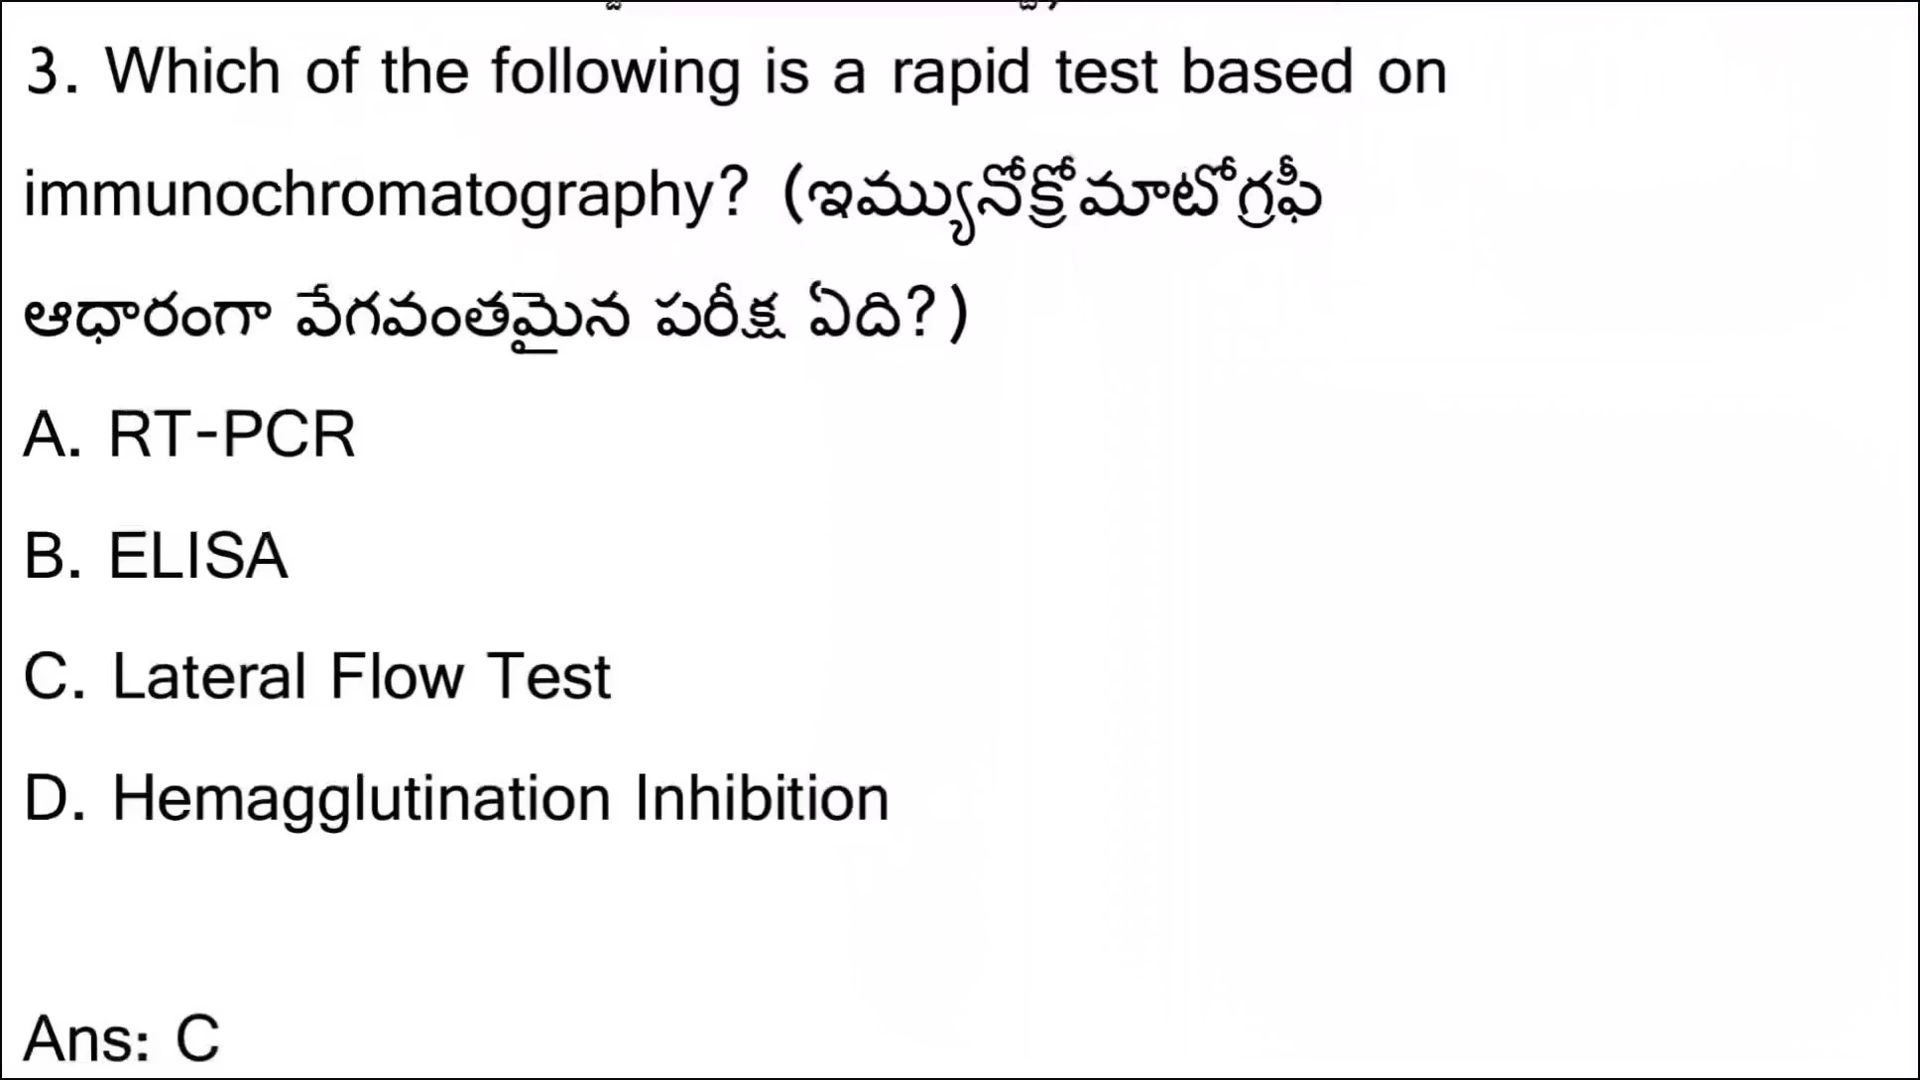 3. Which of the following is a rapid test based on
immunochromatography? (ఇమ్యునోక్రోమాటోగ్రఫీ
ఆధారంగా వేగవంతమైన పరీక్ష ఏది?)
A. RT-PCR
B. ELISA
C. Lateral Flow Test
D. Hemagglutination Inhibition
Ans: C